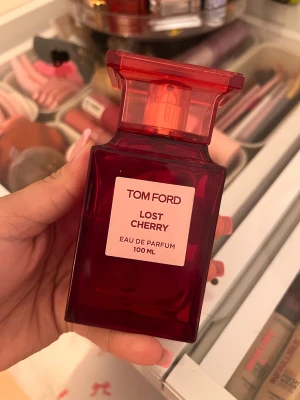 TOM FORD
LOST
CHERRY
EAU DE PARFUM
100 ML